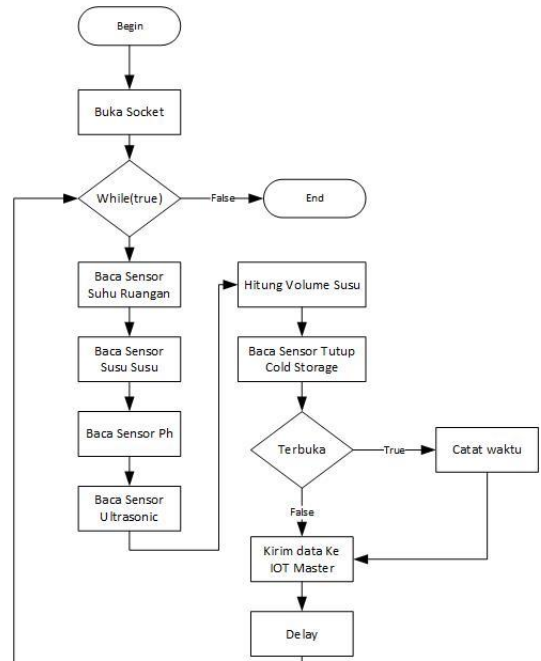 Begin
Buka Socket
While(true)
False
End
Baca Sensor
Suhu Ruangan
Baca Sensor
Susu Susu
Baca Sensor Ph
Baca Sensor
Ultrasonic
Hitung Volume Susu
Baca Sensor Tutup
Cold Storage
Terbuka
True
Catat waktu
False
Kirim data Ke
IOT Master
Delay